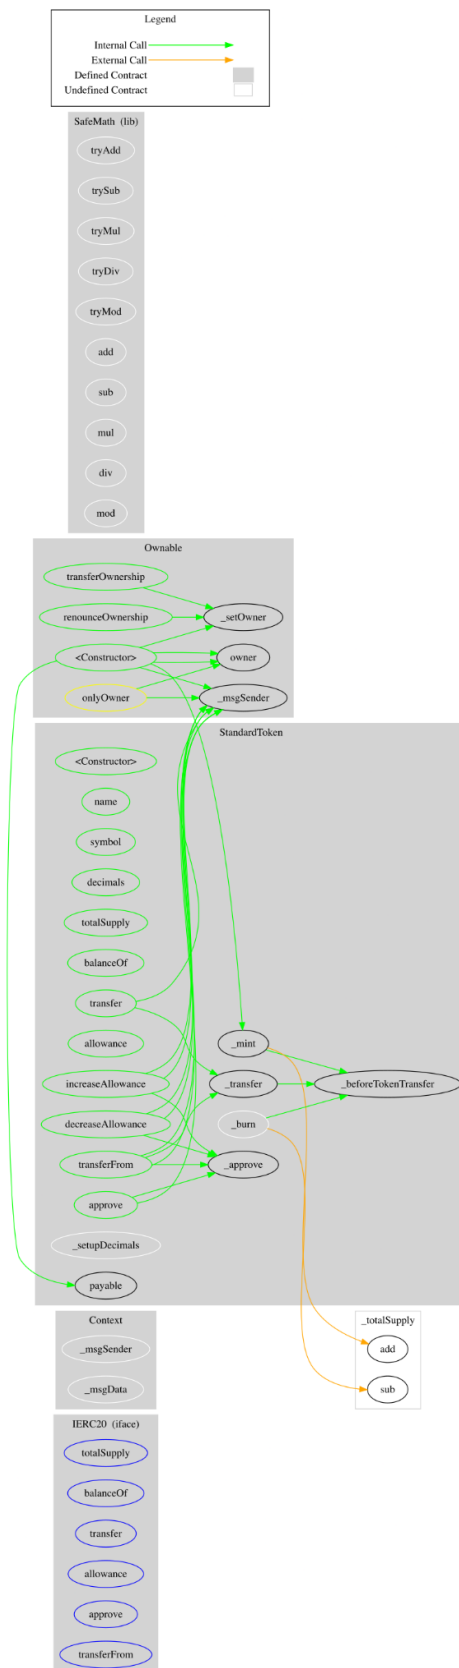 Legend
Internal Call
External Call
Defined Contract
Undefined Contract
SafeMath (lib)
tryAdd
trySub
tryMul
tryDiv
tryMod
add
sub
mul
div
mod
Ownable
transferOwnership
renounceOwnership
_setOwner
<Constructor>
owner
onlyOwner
_msgSender
StandardToken
<Constructor>
name
symbol
decimals
totalSupply
balanceOf
transfer
allowance
_mint
increaseAllowance
_transfer
_beforeTokenTransfer
decreaseAllowance
_burn
transferFrom
_approve
approve
_setupDecimals
payable
Context
_msgSender
_msgData
_totalSupply
add
sub
IERC20 (iface)
totalSupply
balanceOf
transfer
allowance
approve
transferFrom